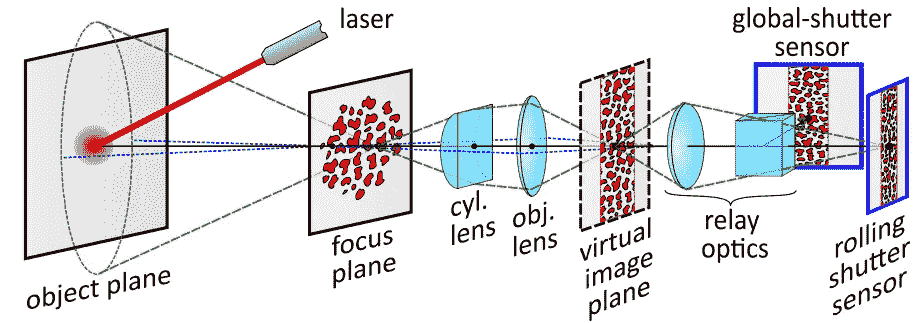 laser
global-shutter
sensor
object plane
focus
plane
cyl.
lens
obj.
lens
virtual
image
plane
relay
optics
rolling
shutter
sensor